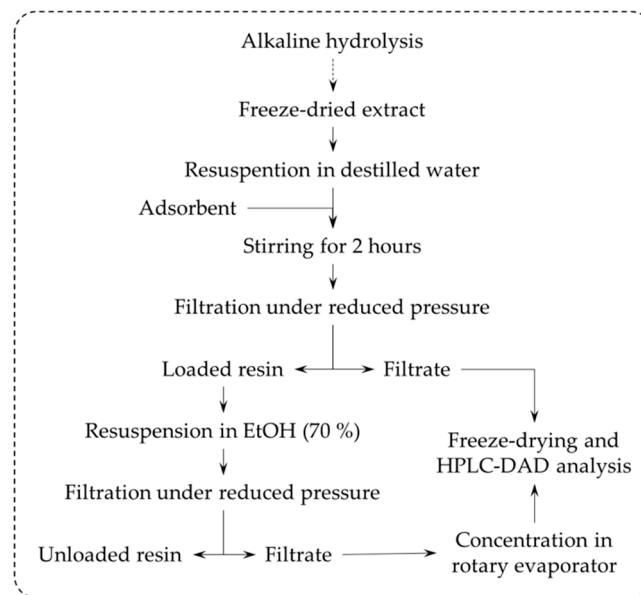 Alkaline hydrolysis
Freeze-dried extract
Resuspention in destilled water
Adsorbent
Stirring for 2 hours
Filtration under reduced pressure
Loaded resin
Filtrate
Resuspension in EtOH (70 %)
Freeze-drying and
HPLC-DAD analysis
Filtration under reduced pressure
Unloaded resin
Filtrate
Concentration in
rotary evaporator